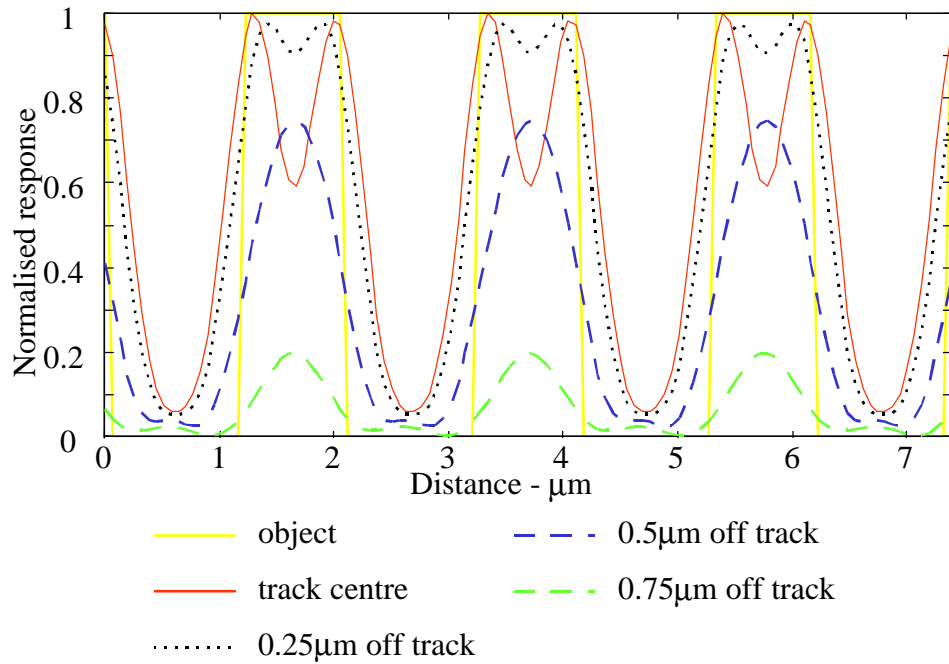 Normalised response
1
0.8
0.6
0.4
0.2
0
0 1 2 3 4 5 6 7
Distance - μm
object
track centre
0.25μm off track
0.5μm off track
0.75μm off track